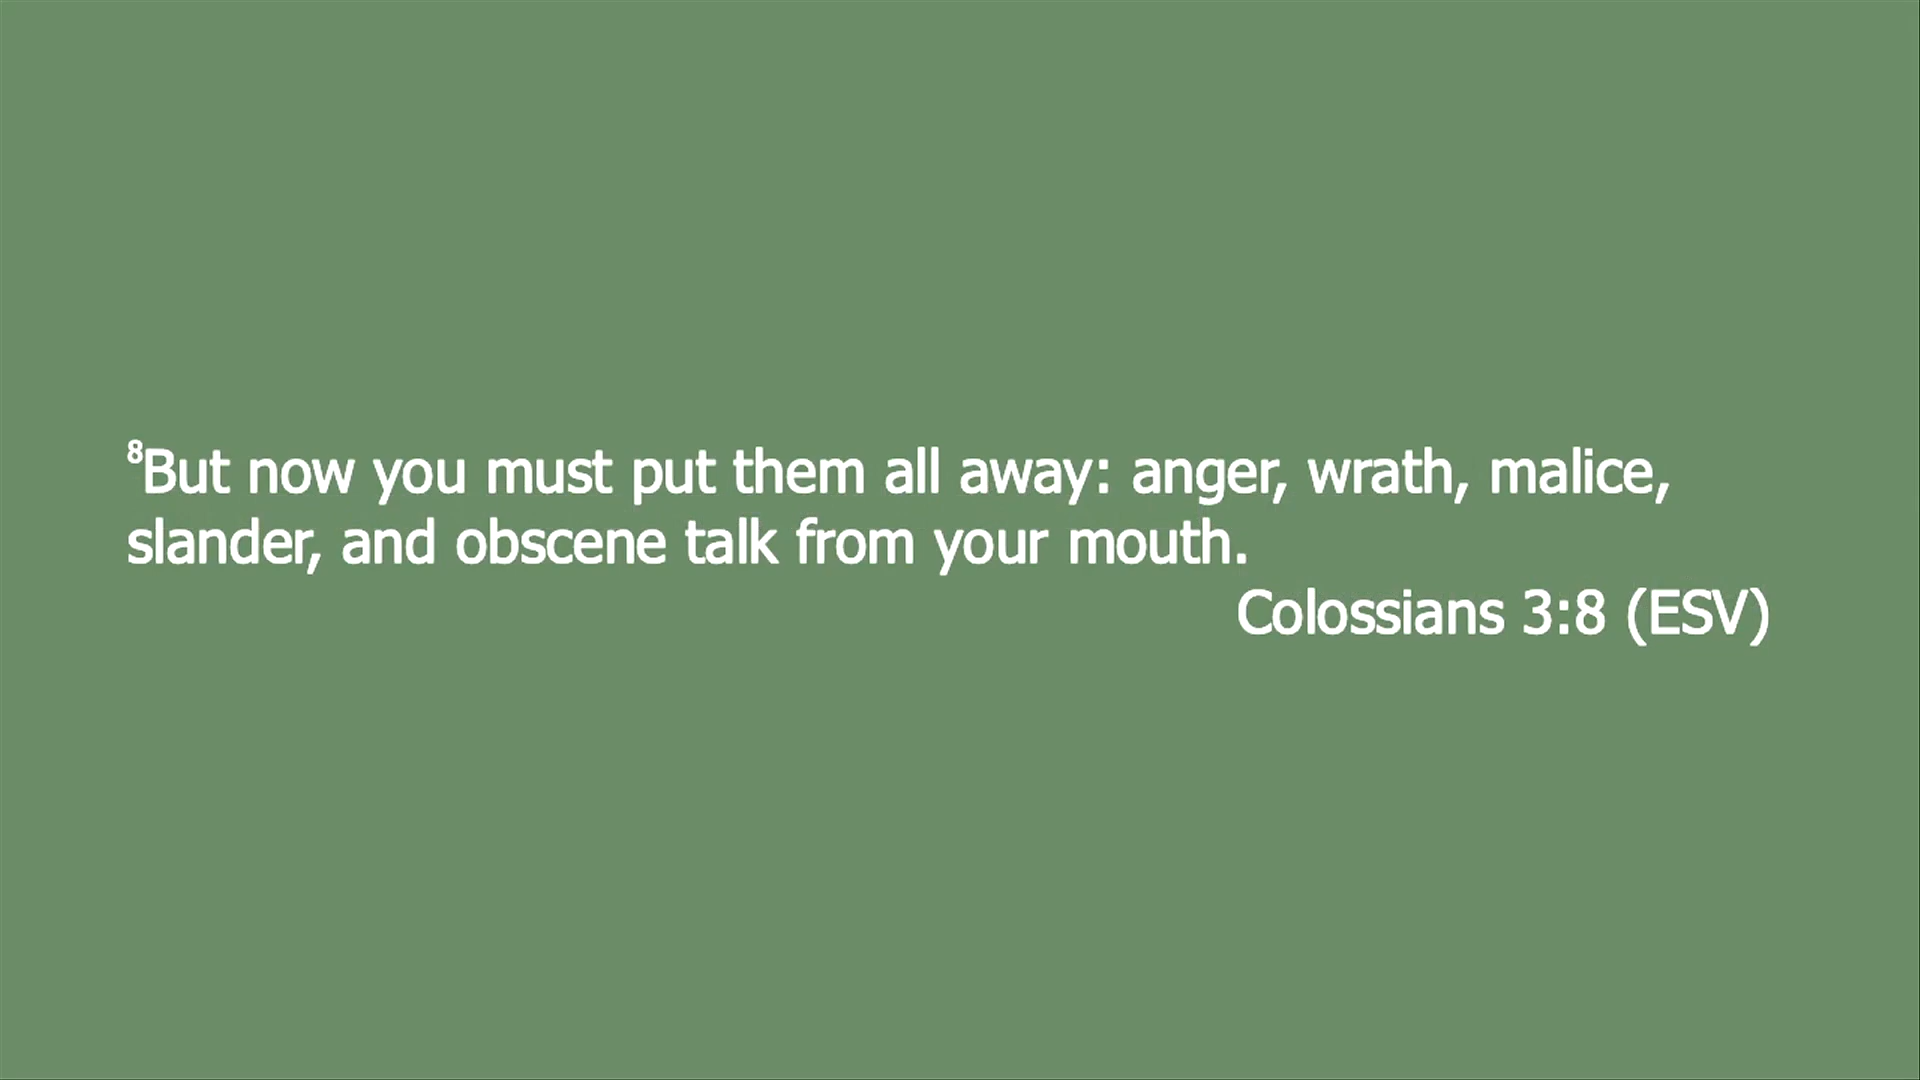 ⁸But now you must put them all away: anger, wrath, malice,
slander, and obscene talk from your mouth.
Colossians 3:8 (ESV)